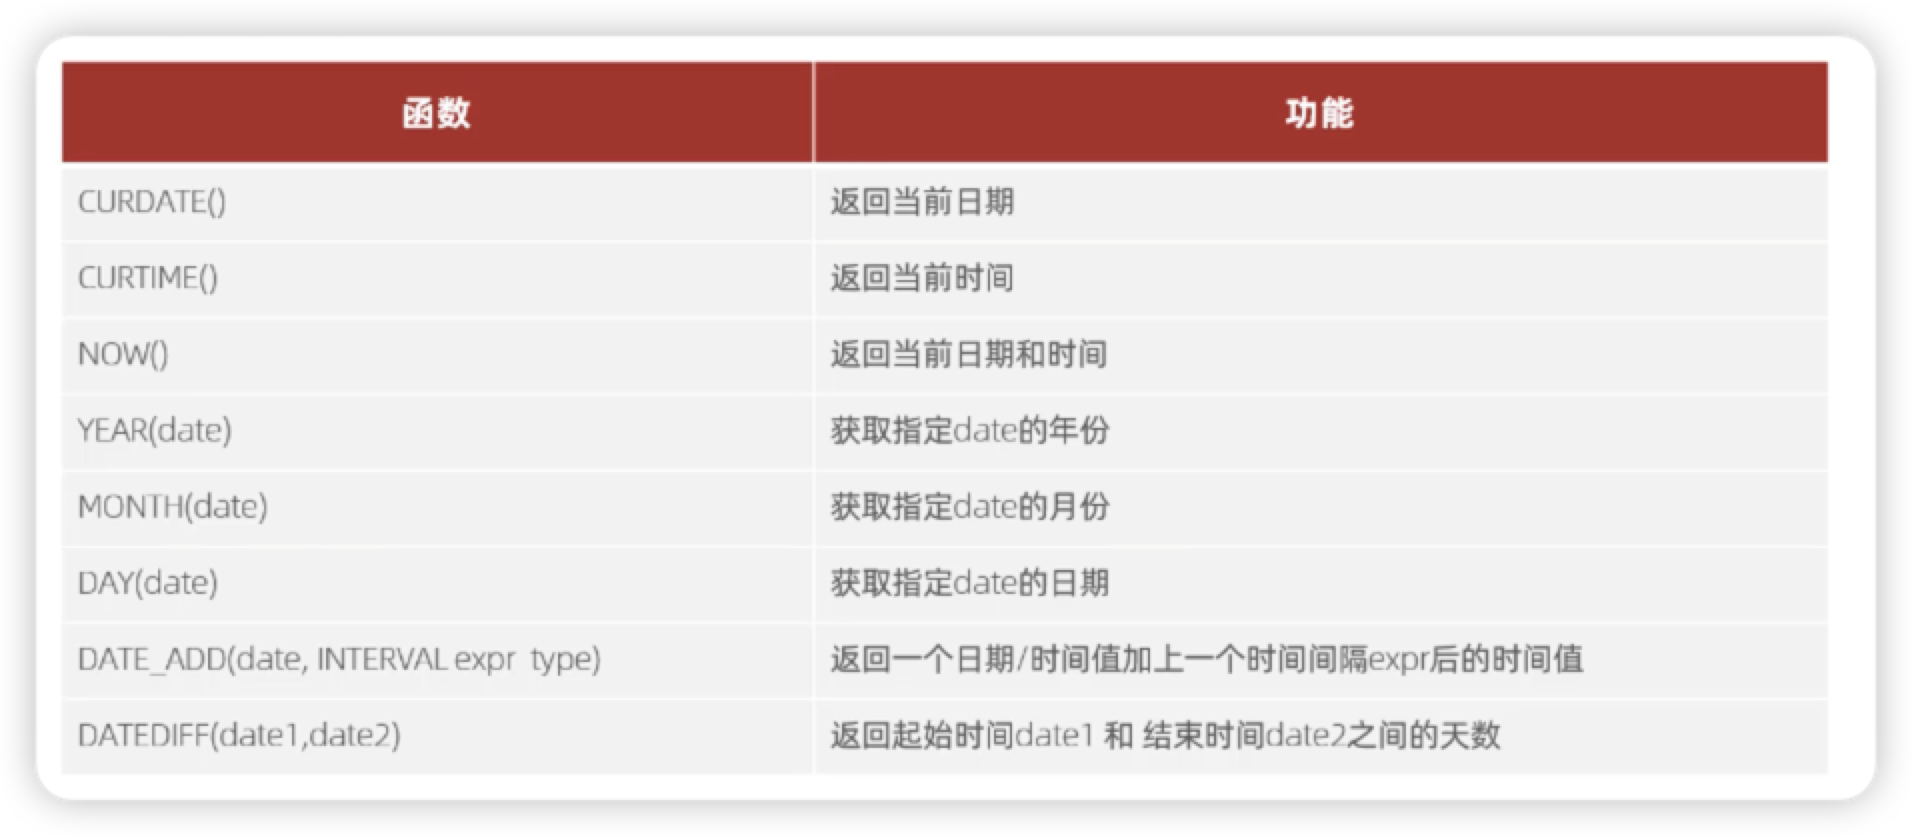 函数 功能
CURDATE() 返回当前日期
CURTIME() 返回当前时间
NOW() 返回当前日期和时间
YEAR(date) 获取指定date的年份
MONTH(date) 获取指定date的月份
DAY(date) 获取指定date的日期
DATE_ADD(date, INTERVAL expr type) 返回一个日期/时间值加上一个时间间隔expr后的时间值
DATEDIFF(date1,date2) 返回起始时间date1 和 结束时间date2之间的天数